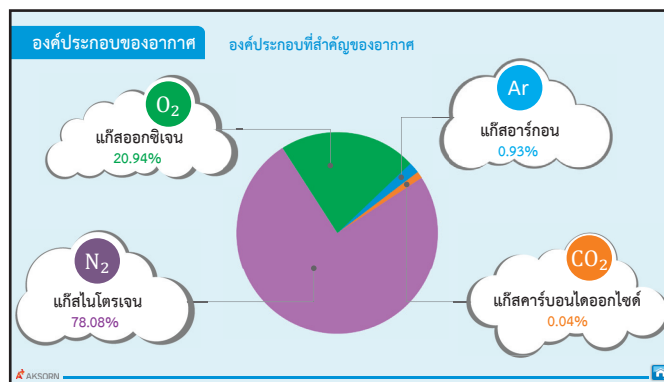 องค์ประกอบของอากาศ
องค์ประกอบที่สำคัญของอากาศ
O₂
แก๊สออกซิเจน
20.94%
Ar
แก๊สอาร์กอน
0.93%
N₂
แก๊สไนโตรเจน
78.08%
CO₂
แก๊สคาร์บอนไดออกไซด์
0.04%
AKSORN